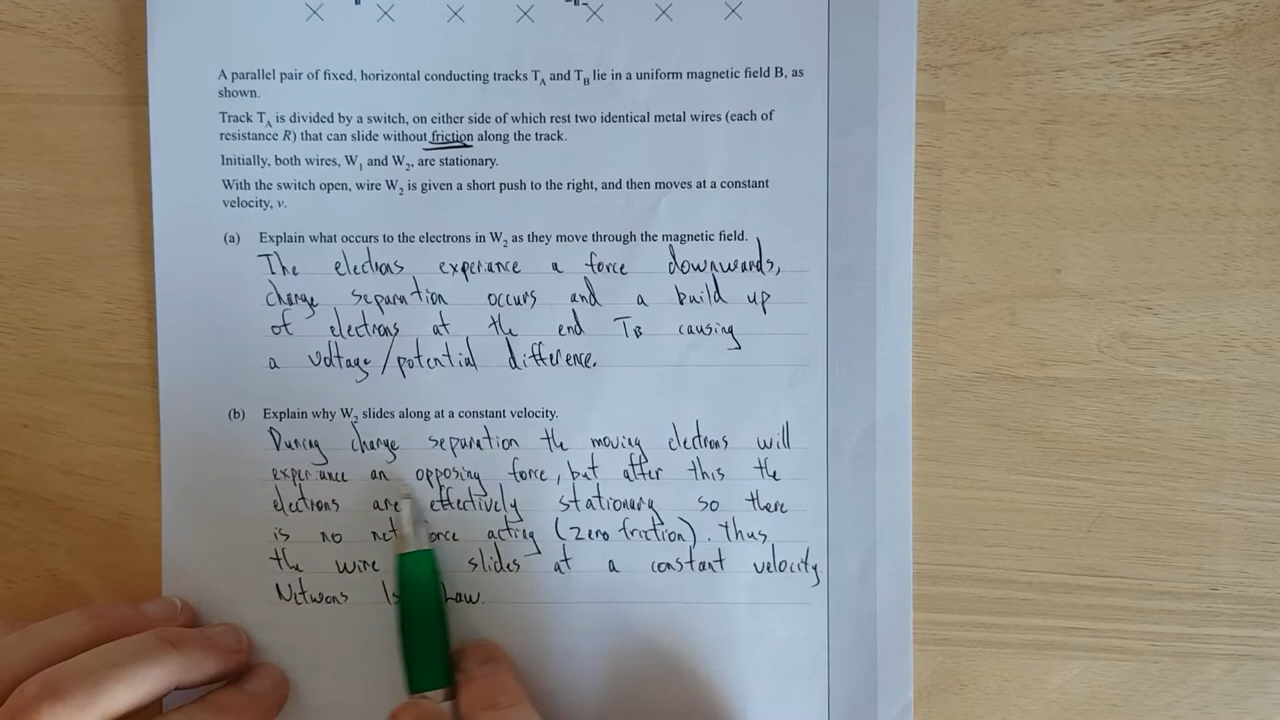 A parallel pair of fixed, horizontal conducting tracks TA and TB lie in a uniform magnetic field B, as
shown.
Track TA is divided by a switch, on either side of which rest two identical metal wires (each of
resistance R) that can slide without friction along the track.
Initially, both wires, W1 and W2, are stationary.
With the switch open, wire W2 is given a short push to the right, and then moves at a constant
velocity, v.
(a) Explain what occurs to the electrons in W2 as they move through the magnetic field.
The electrons experiance a force downwards,
charge separation occurs and a build up
of electrons at the end TB causing
a voltage/potential difference.
(b) Explain why W2 slides along at a constant velocity.
During charge separation the moving electrons will
experiance an opposing force, but after this the
electrons are effectively stationary so there
is no net force acting (zero friction). Thus
the wire slides at a constant velocity
Netwons Law.